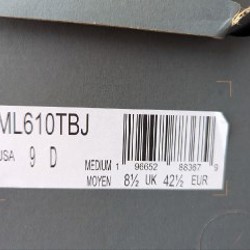 ML610TBJ
USA 9 D
MEDIUM 1 96652 88367 9
MOYEN 8½ UK 42½ EUR